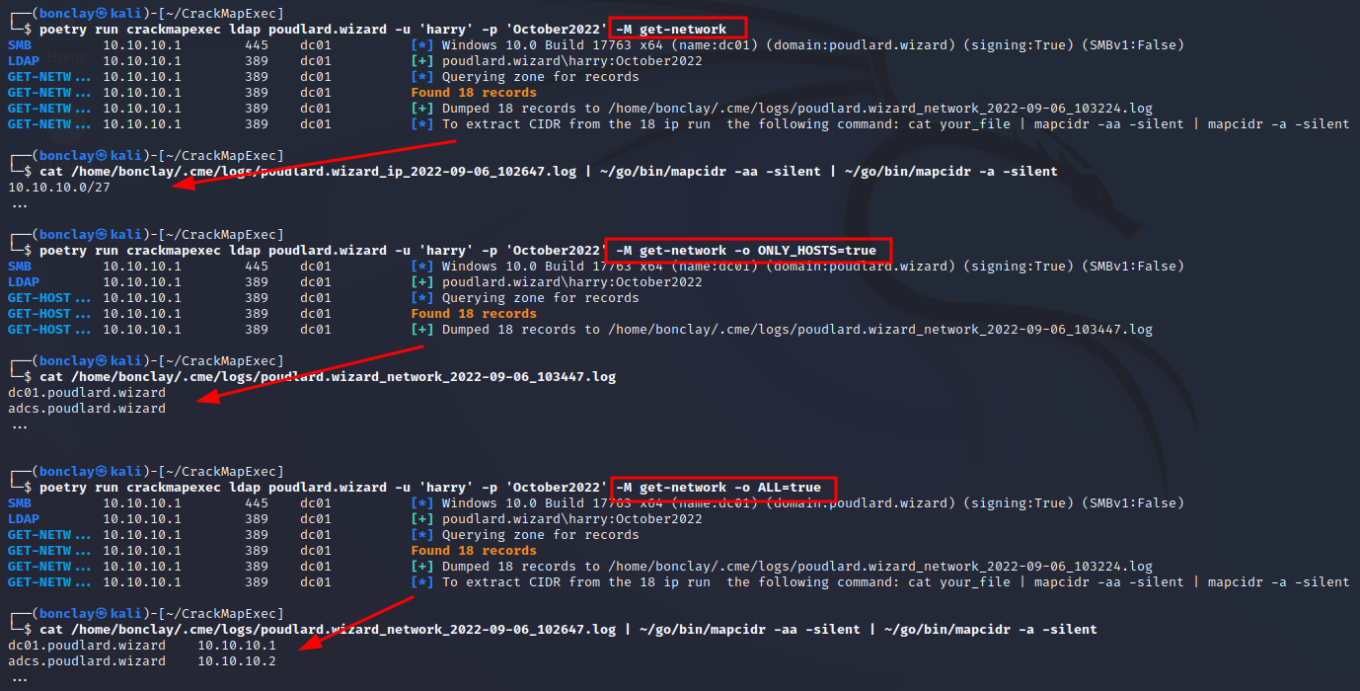 ┌──(bonclay㉿kali)-[~/CrackMapExec]
└─$ poetry run crackmapexec ldap poudlard.wizard -u 'harry' -p 'October2022' -M get-network
SMB 10.10.10.1 445 dc01 [*] Windows 10.0 Build 17763 x64 (name:dc01) (domain:poudlard.wizard) (signing:True) (SMBv1:False)
LDAP 10.10.10.1 389 dc01 [+] poudlard.wizard\harry:October2022
GET-NETW... 10.10.10.1 389 dc01 [*] Querying zone for records
GET-NETW... 10.10.10.1 389 dc01 Found 18 records
GET-NETW... 10.10.10.1 389 dc01 [+] Dumped 18 records to /home/bonclay/.cme/logs/poudlard.wizard_network_2022-09-06_103224.log
GET-NETW... 10.10.10.1 389 dc01 [*] To extract CIDR from the 18 ip run  the following command: cat your_file | mapcidr -aa -silent | mapcidr -a -silent
┌──(bonclay㉿kali)-[~/CrackMapExec]
└─$ cat /home/bonclay/.cme/logs/poudlard.wizard_ip_2022-09-06_102647.log | ~/go/bin/mapcidr -aa -silent | ~/go/bin/mapcidr -a -silent
10.10.10.0/27
...
┌──(bonclay㉿kali)-[~/CrackMapExec]
└─$ poetry run crackmapexec ldap poudlard.wizard -u 'harry' -p 'October2022' -M get-network -o ONLY_HOSTS=true
SMB 10.10.10.1 445 dc01 [*] Windows 10.0 Build 17763 x64 (name:dc01) (domain:poudlard.wizard) (signing:True) (SMBv1:False)
LDAP 10.10.10.1 389 dc01 [+] poudlard.wizard\harry:October2022
GET-HOST... 10.10.10.1 389 dc01 [*] Querying zone for records
GET-HOST... 10.10.10.1 389 dc01 Found 18 records
GET-HOST... 10.10.10.1 389 dc01 [+] Dumped 18 records to /home/bonclay/.cme/logs/poudlard.wizard_network_2022-09-06_103447.log
┌──(bonclay㉿kali)-[~/CrackMapExec]
└─$ cat /home/bonclay/.cme/logs/poudlard.wizard_network_2022-09-06_103447.log
dc01.poudlard.wizard
adcs.poudlard.wizard
...
┌──(bonclay㉿kali)-[~/CrackMapExec]
└─$ poetry run crackmapexec ldap poudlard.wizard -u 'harry' -p 'October2022' -M get-network -o ALL=true
SMB 10.10.10.1 445 dc01 [*] Windows 10.0 Build 17763 x64 (name:dc01) (domain:poudlard.wizard) (signing:True) (SMBv1:False)
LDAP 10.10.10.1 389 dc01 [+] poudlard.wizard\harry:October2022
GET-NETW... 10.10.10.1 389 dc01 [*] Querying zone for records
GET-NETW... 10.10.10.1 389 dc01 Found 18 records
GET-NETW... 10.10.10.1 389 dc01 [+] Dumped 18 records to /home/bonclay/.cme/logs/poudlard.wizard_network_2022-09-06_103224.log
GET-NETW... 10.10.10.1 389 dc01 [*] To extract CIDR from the 18 ip run  the following command: cat your_file | mapcidr -aa -silent | mapcidr -a -silent
┌──(bonclay㉿kali)-[~/CrackMapExec]
└─$ cat /home/bonclay/.cme/logs/poudlard.wizard_network_2022-09-06_102647.log | ~/go/bin/mapcidr -aa -silent | ~/go/bin/mapcidr -a -silent
dc01.poudlard.wizard 10.10.10.1
adcs.poudlard.wizard 10.10.10.2
...